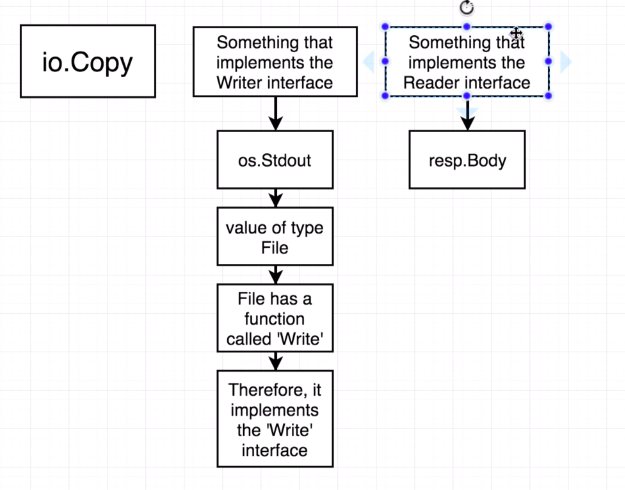 io.Copy
Something that
implements the
Writer interface
Something that
implements the
Reader interface
os.Stdout
resp.Body
value of type
File
File has a
function
called 'Write'
Therefore, it
implements
the 'Write'
interface